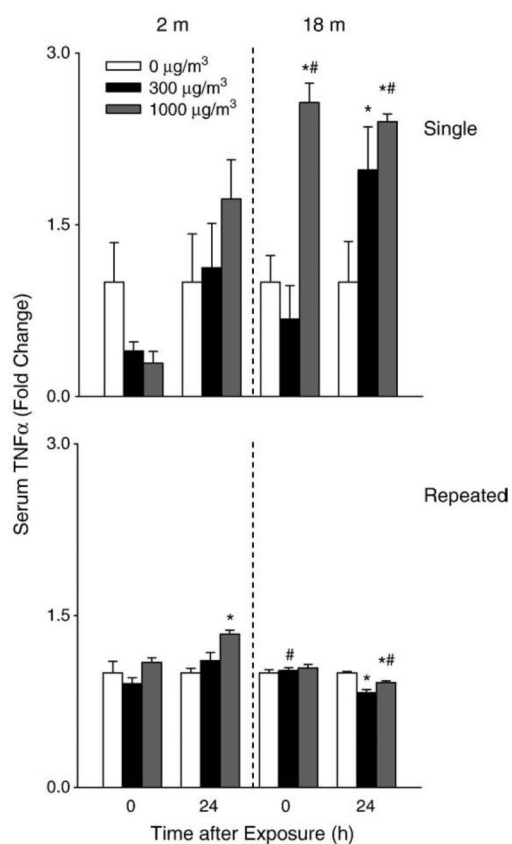 2 m 18 m
3.0
0 μg/m³
300 μg/m³
1000 μg/m³
*#
*
*#
Single
1.5
0.0
Serum TNFα (Fold Change)
3.0
Repeated
1.5
*
#
*
*#
0.0
0 24 0 24
Time after Exposure (h)